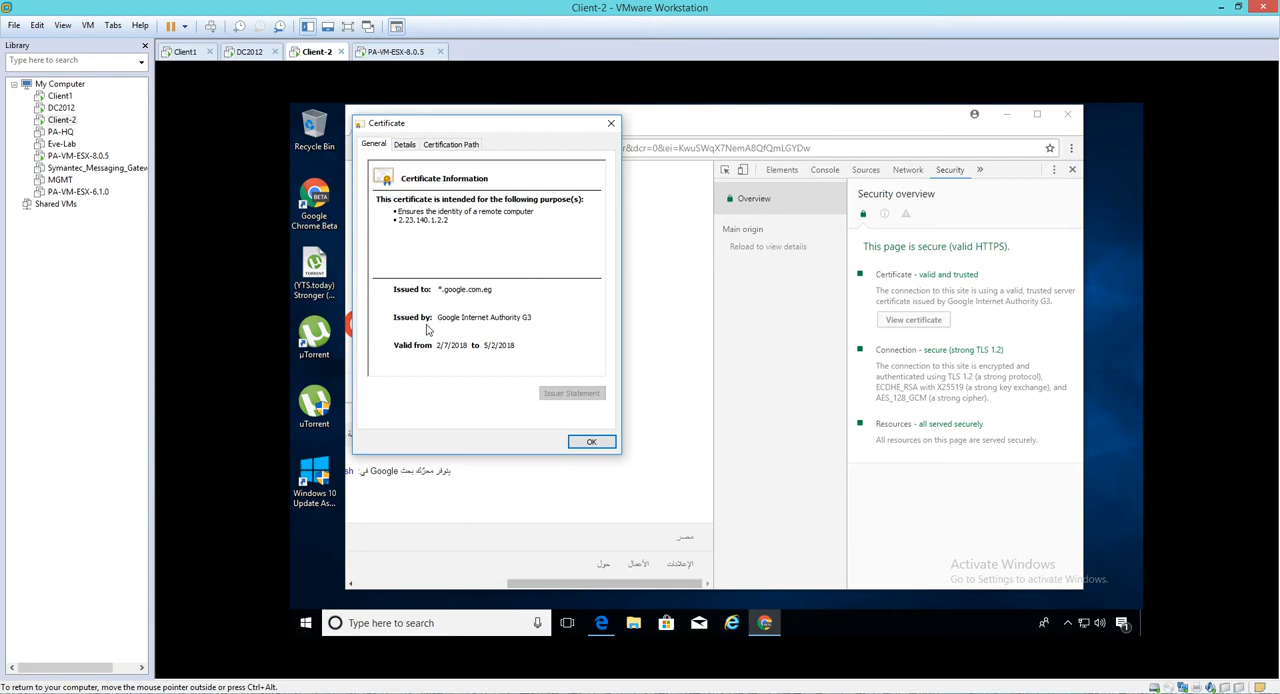 Client-2 - VMware Workstation
File Edit View VM Tabs Help
Library
Type here to search
My Computer
Client1
DC2012
Client-2
PA-HQ
Eve-Lab
PA-VM-ESX-8.0.5
Symantec_Messaging_Gatew
MGMT
PA-VM-ESX-6.1.0
Shared VMs
Client1
DC2012
Client-2
PA-VM-ESX-8.0.5
Recycle Bin
Google
Chrome Beta
(YTS.today)
Stronger (...
µTorrent
uTorrent
Windows 10
Update As...
r&dcr=0&ei=KwuSWqX7NemA8QLGYDw
Certificate
General Details Certification Path
Certificate Information
This certificate is intended for the following purpose(s):
• Ensures the identity of a remote computer
• 2.23.140.1.2.2
Issued to: *.google.com.eg
Issued by: Google Internet Authority G3
Valid from 2/7/2018 to 5/2/2018
Issuer Statement
OK
يتوفر محرّك بحث Google في: sh
مصر
الإعلانات الأعمال حول
Elements Console Sources Network Security »
Overview
Main origin
Reload to view details
Security overview
This page is secure (valid HTTPS).
Certificate - valid and trusted
The connection to this site is using a valid, trusted server
certificate issued by Google Internet Authority G3.
View certificate
Connection - secure (strong TLS 1.2)
The connection to this site is encrypted and
authenticated using TLS 1.2 (a strong protocol),
ECDHE_RSA with X25519 (a strong key exchange), and
AES_128_GCM (a strong cipher).
Resources - all served securely
All resources on this page are served securely.
Activate Windows
Go to Settings to activate Windows.
Type here to search
1
To return to your computer, move the mouse pointer outside or press Ctrl+Alt.